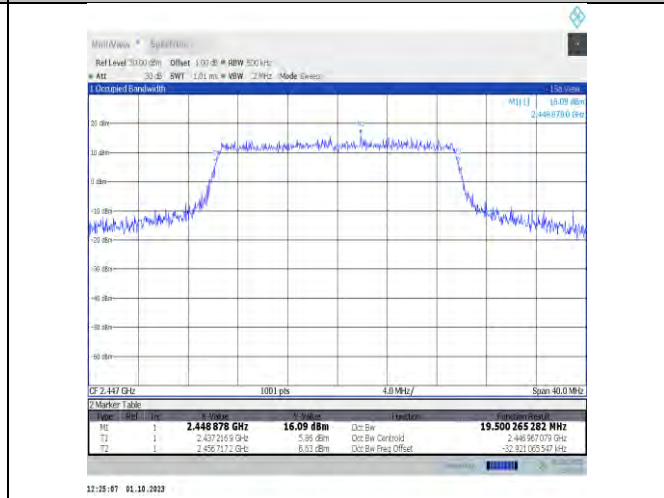 MultiView Spectrum
Ref Level 30.00 dBm Offset 1.00 dB RBW 500 kHz
Att 30 dB SWT 1.01 ms VBW 2 MHz Mode Sweep
1 Occupied Bandwidth
M1[1] 16.09 dBm
2.4488780 GHz
20 dBm
10 dBm
0 dBm
-10 dBm
-20 dBm
-30 dBm
-40 dBm
-50 dBm
-60 dBm
CF 2.447 GHz 1001 pts 4.0 MHz/ Span 40.0 MHz
2 Marker Table
Type Ref Trc X-Value Y-Value Function Function Result
M1 1 2.448 878 GHz 16.09 dBm Occ Bw 19.500 265 282 MHz
T1 1 2.437 216 9 GHz 5.86 dBm Occ Bw Centroid 2.446 967 079 GHz
T2 1 2.456 717 2 GHz 6.63 dBm Occ Bw Freq Offset -32.921 065 547 kHz
12:25:07 01.10.2023